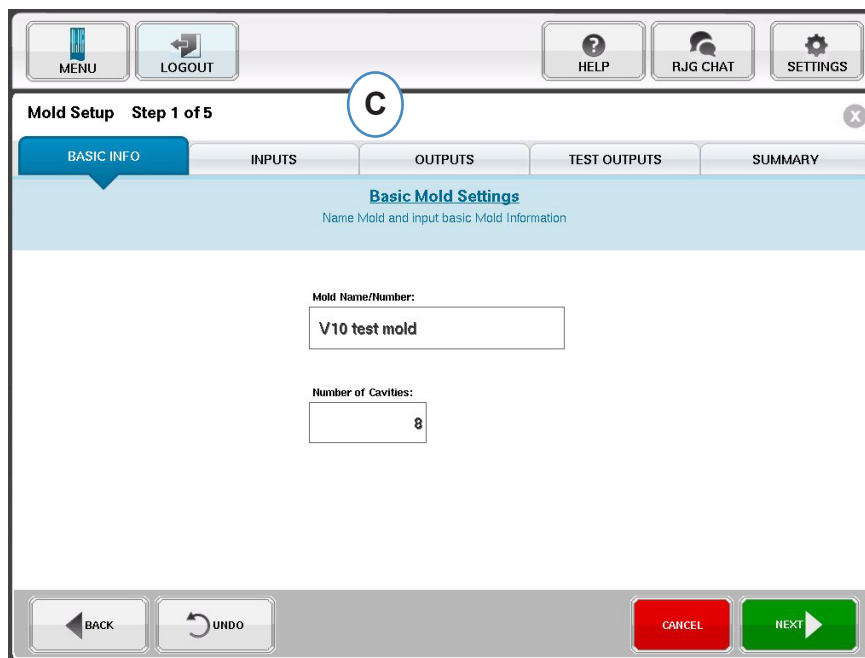 MENU
LOGOUT
HELP
RJG CHAT
SETTINGS
C
Mold Setup Step 1 of 5
X
BASIC INFO
INPUTS
OUTPUTS
TEST OUTPUTS
SUMMARY
Basic Mold Settings
Name Mold and input basic Mold Information
Mold Name/Number:
V10 test mold
Number of Cavities:
8
BACK
UNDO
CANCEL
NEXT